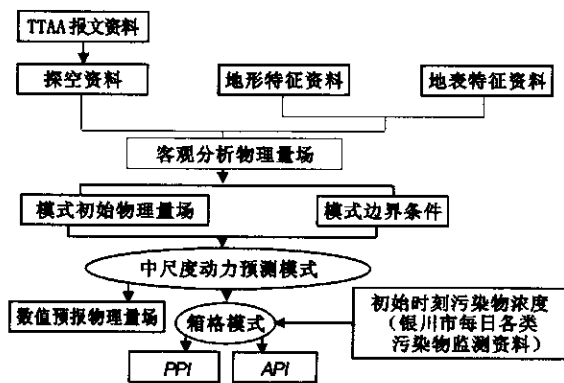 TTAA 报文资料
探空资料
地形特征资料
地表特征资料
客观分析物理量场
模式初始物理量场
模式边界条件
中尺度动力预测模式
数值预报物理量场
箱格模式
初始时刻污染物浓度
（银川市每日各类
污染物监测资料）
PPI
API